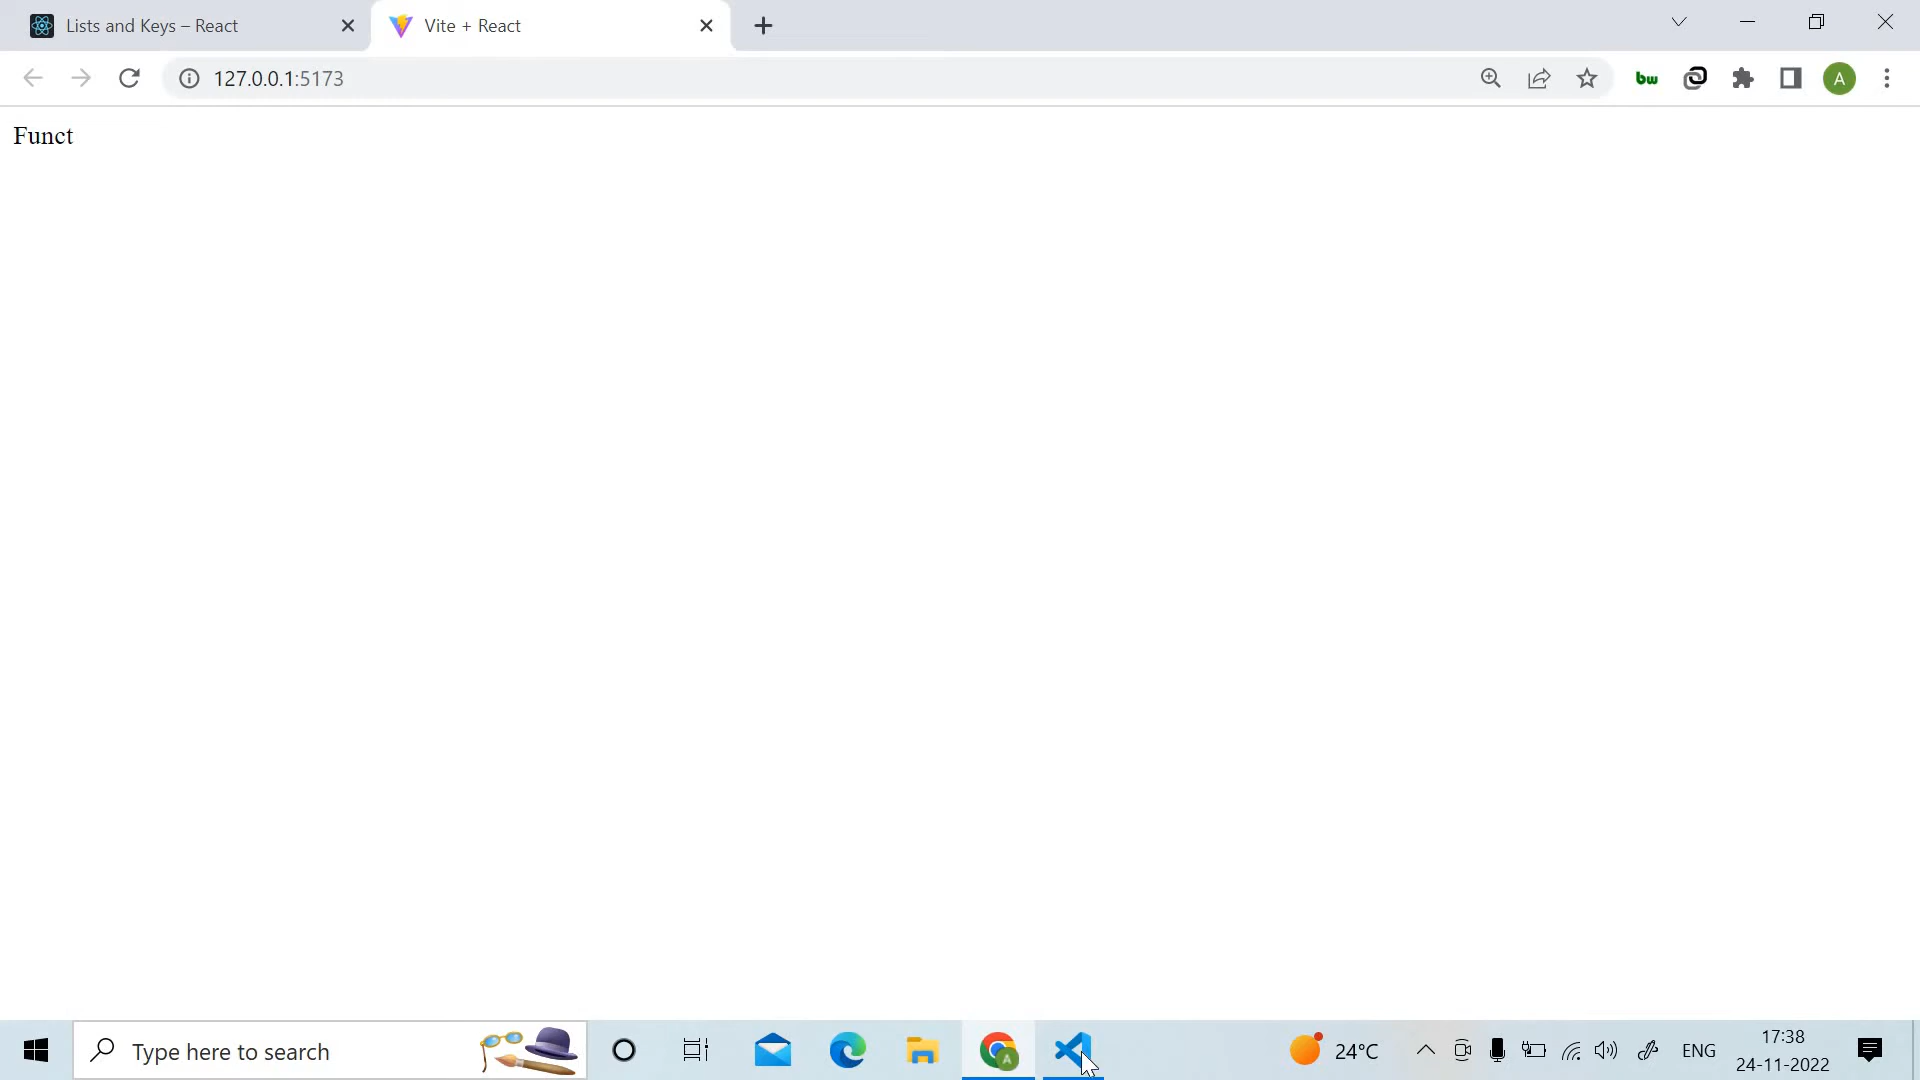 Lists and Keys – React
Vite + React
127.0.0.1:5173
bw
A
Funct
Type here to search
A
24°C
ENG
17:38
24-11-2022